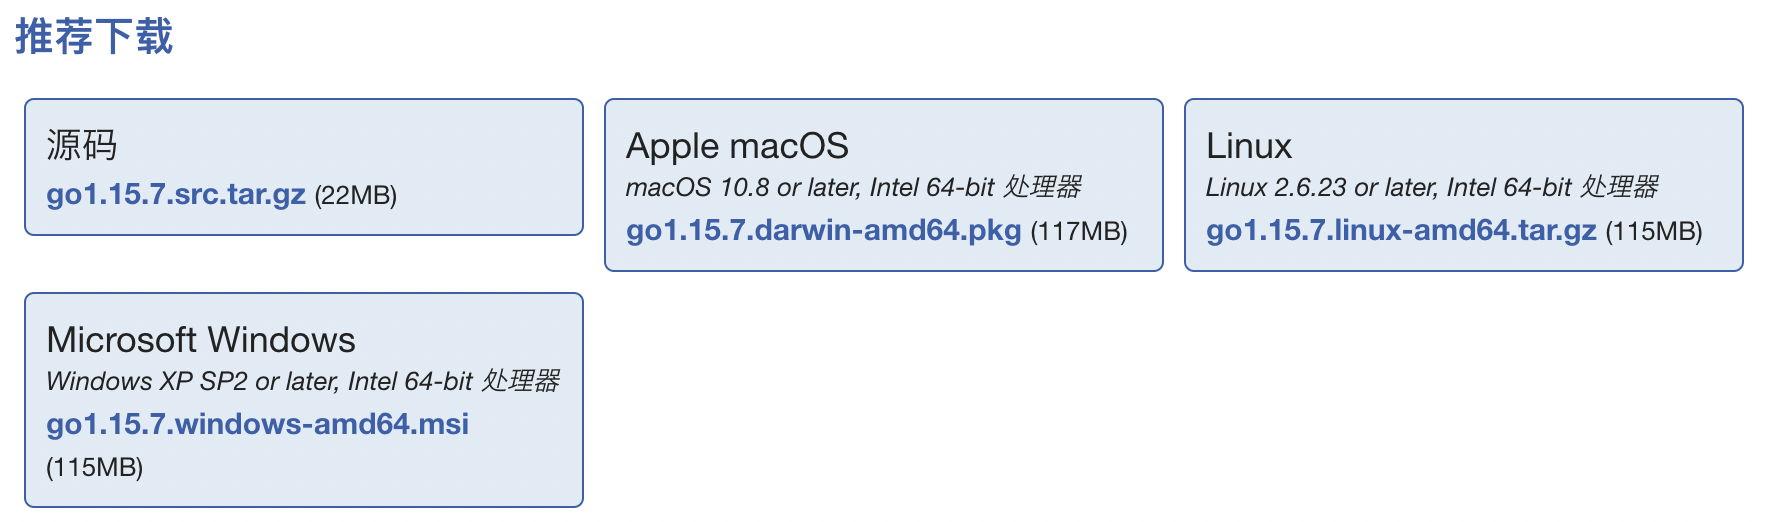 推荐下载
源码
go1.15.7.src.tar.gz (22MB)
Apple macOS
macOS 10.8 or later, Intel 64-bit 处理器
go1.15.7.darwin-amd64.pkg (117MB)
Linux
Linux 2.6.23 or later, Intel 64-bit 处理器
go1.15.7.linux-amd64.tar.gz (115MB)
Microsoft Windows
Windows XP SP2 or later, Intel 64-bit 处理器
go1.15.7.windows-amd64.msi
(115MB)